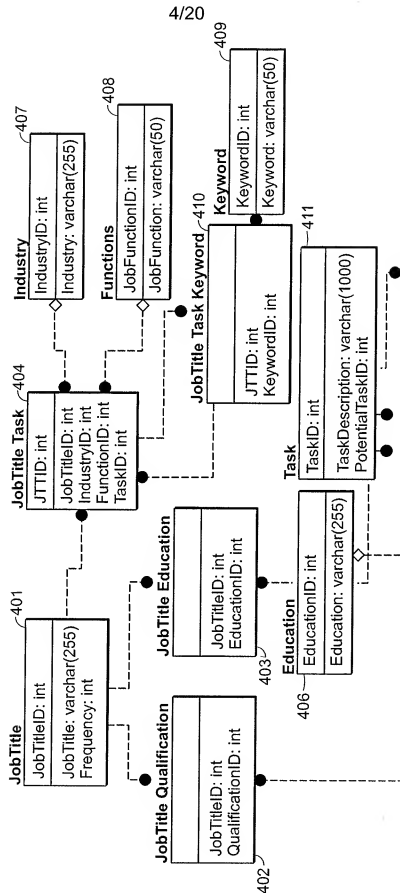 4/20
JobTitle
401
JobTitleID: int
JobTitle: varchar(255)
Frequency: int
JobTitle Qualification
JobTitleID: int
QualificationID: int
402
JobTitle Education
JobTitleID: int
EducationID: int
403
JobTitle Task
404
JTTID: int
JobTitleID: int
IndustryID: int
FunctionID: int
TaskID: int
Industry
407
IndustryID: int
Industry: varchar(255)
Functions
408
JobFunctionID: int
JobFunction: varchar(50)
JobTitle Task Keyword
410
JTTID: int
KeywordID: int
Keyword
409
KeywordID: int
Keyword: varchar(50)
Education
406
EducationID: int
Education: varchar(255)
Task
411
TaskID: int
TaskDescription: varchar(1000)
PotentialTaskID: int